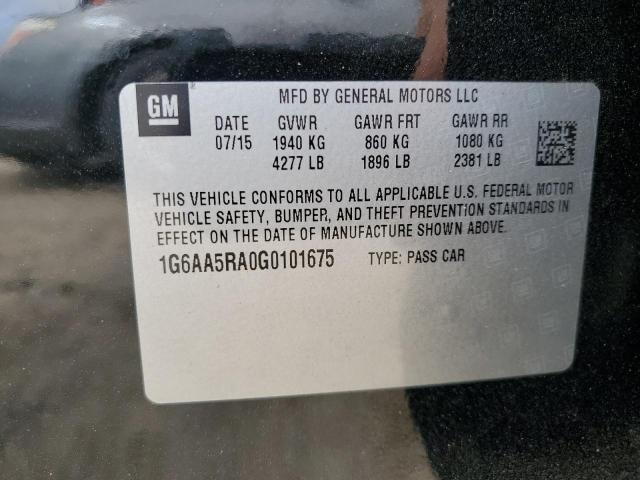 GM
MFD BY GENERAL MOTORS LLC
DATE GVWR GAWR FRT GAWR RR
07/15 1940 KG 860 KG 1080 KG
4277 LB 1896 LB 2381 LB
THIS VEHICLE CONFORMS TO ALL APPLICABLE U.S. FEDERAL MOTOR
VEHICLE SAFETY, BUMPER, AND THEFT PREVENTION STANDARDS IN
EFFECT ON THE DATE OF MANUFACTURE SHOWN ABOVE.
1G6AA5RA0G0101675 TYPE: PASS CAR